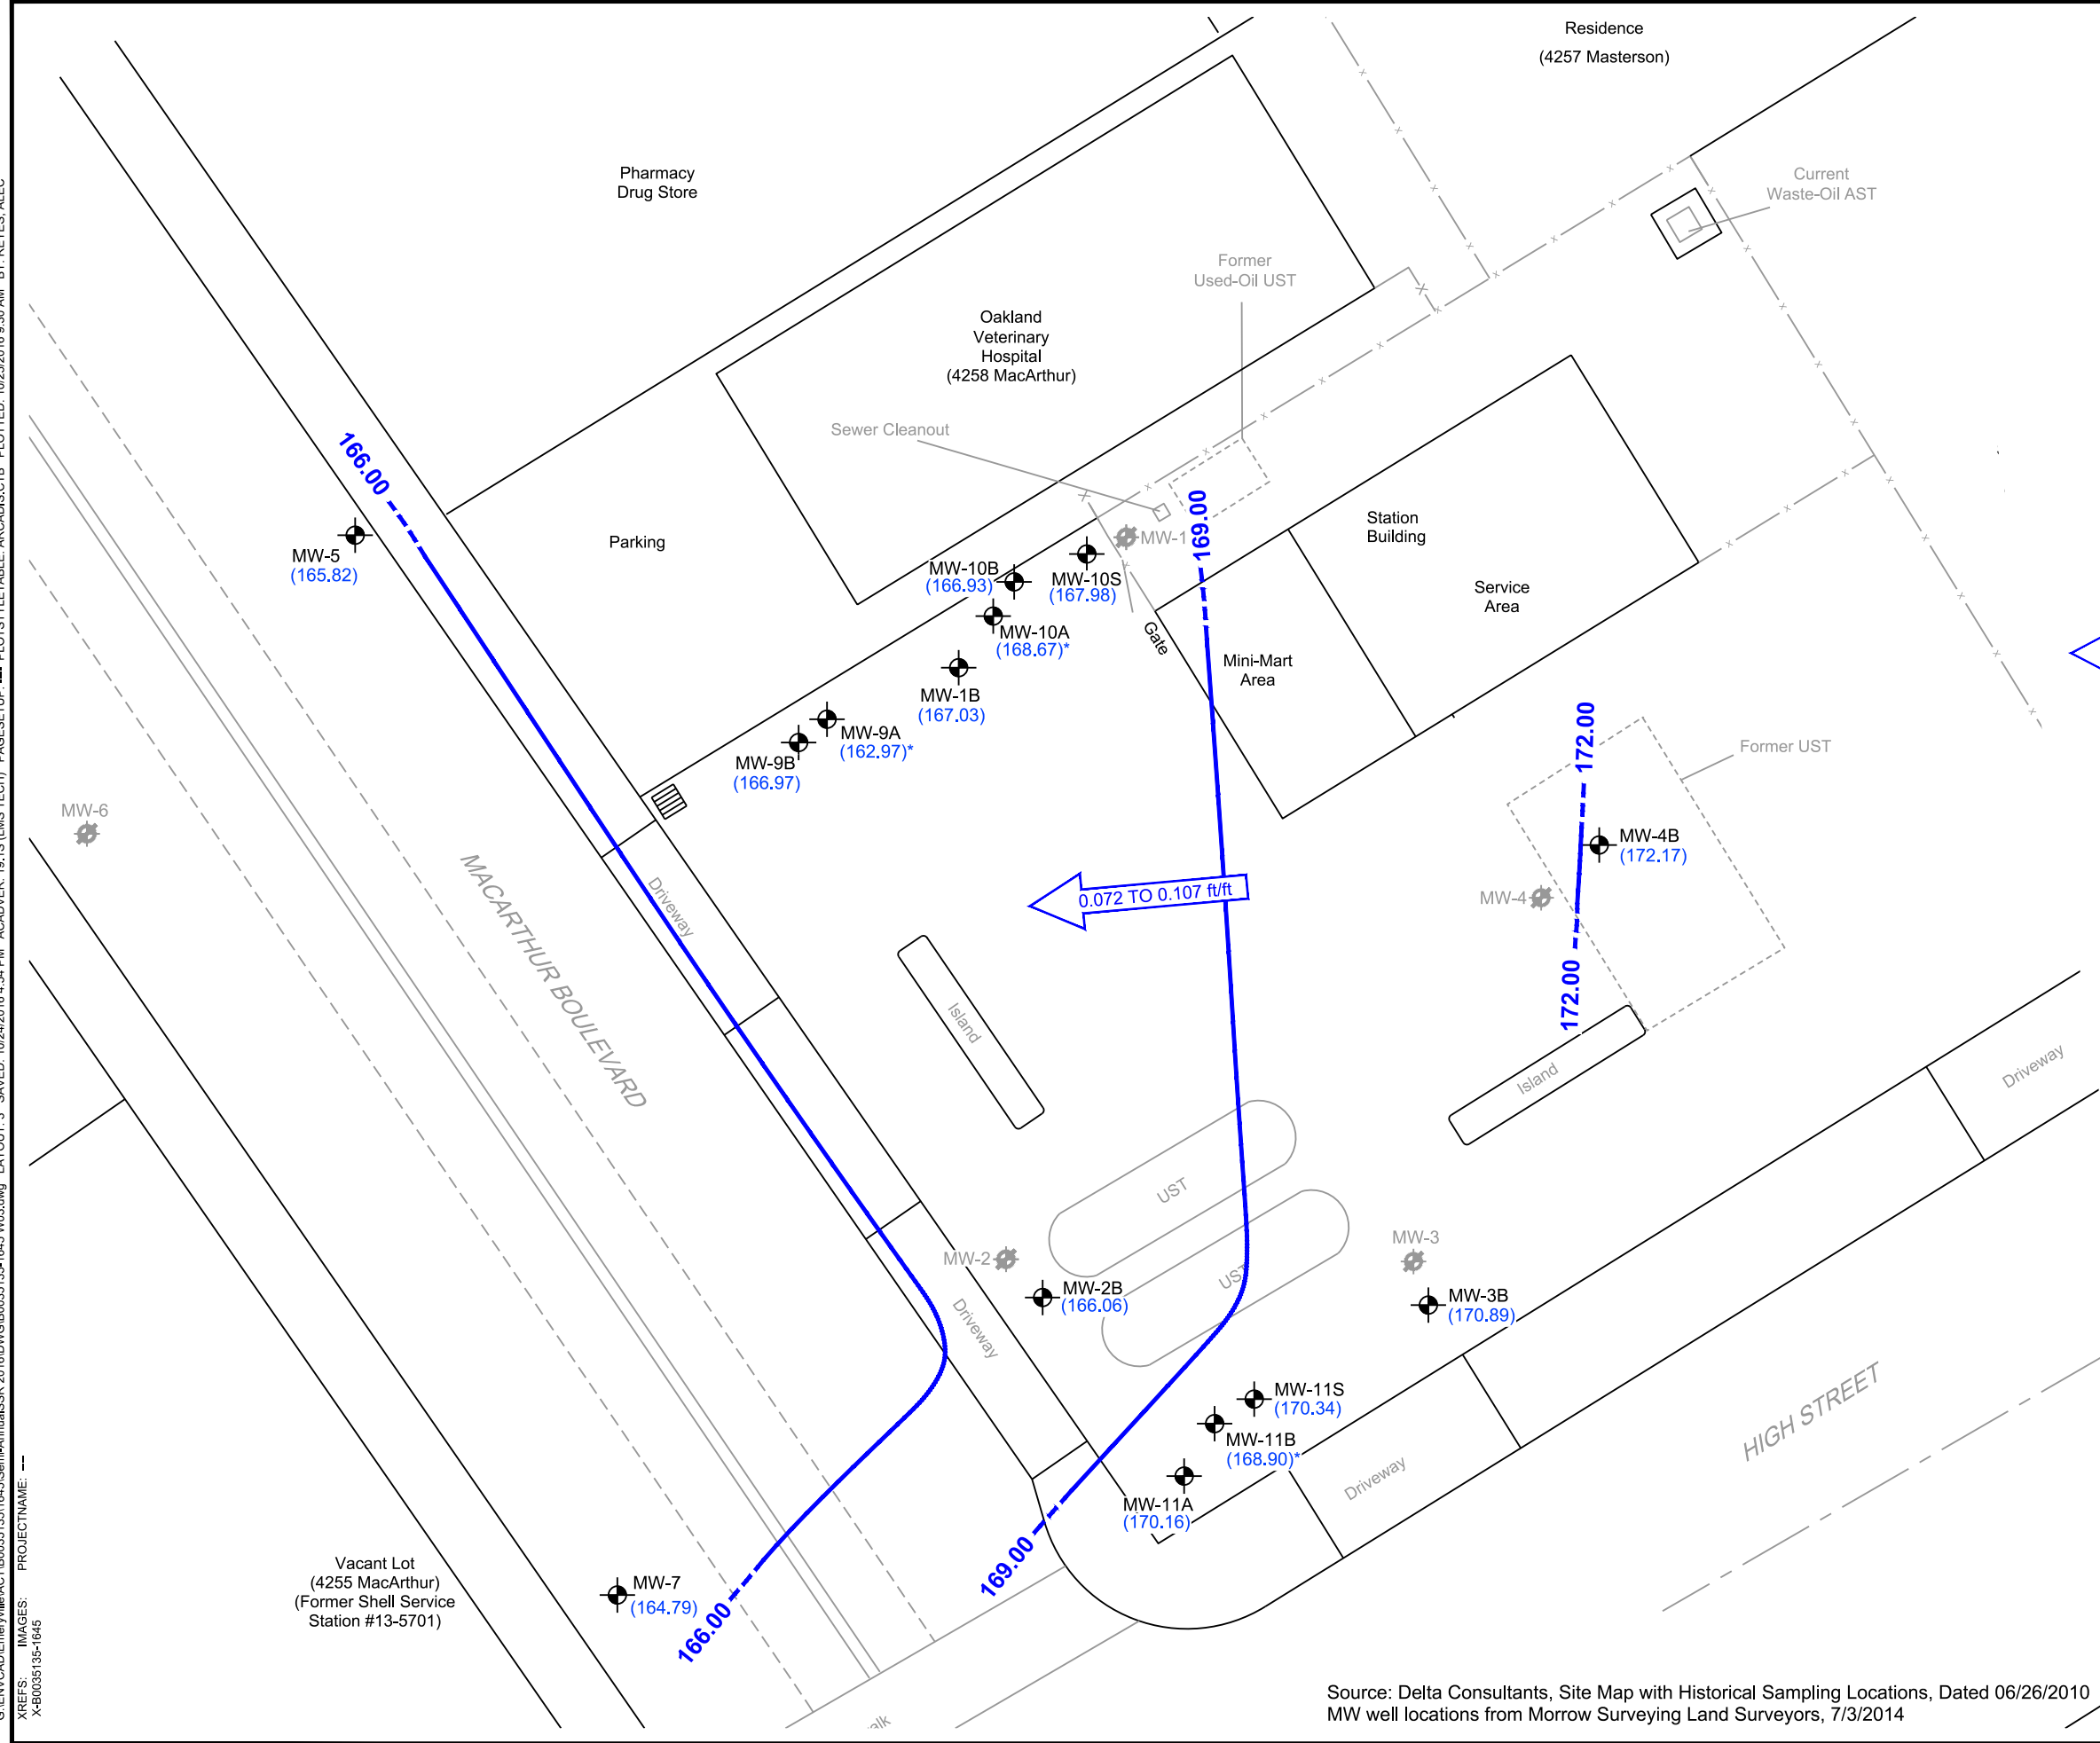 Residence
(4257 Masterson)
Pharmacy
Drug Store
Current
Waste-Oil AST
Former
Used-Oil UST
Oakland
Veterinary
Hospital
(4258 MacArthur)
Sewer Cleanout
166.00
169.00
Station
Building
Parking
MW-1
MW-5
(165.82)
MW-10B
(166.93)
MW-10S
(167.98)
Service
Area
MW-10A
(168.67)*
Gate
Mini-Mart
Area
MW-1B
(167.03)
MW-9A
(162.97)*
MW-9B
(166.97)
172.00
Former UST
MW-6
MW-4B
(172.17)
MACARTHUR BOULEVARD
Driveway
0.072 TO 0.107 ft/ft
MW-4
172.00
Island
Island
Driveway
UST
UST
MW-2
MW-3
MW-2B
(166.06)
MW-3B
(170.89)
Driveway
MW-11S
(170.34)
MW-11B
(168.90)*
MW-11A
(170.16)
Driveway
HIGH STREET
169.00
166.00
MW-7
(164.79)
Vacant Lot
(4255 MacArthur)
(Former Shell Service
Station #13-5701)
Source: Delta Consultants, Site Map with Historical Sampling Locations, Dated 06/26/2010
MW well locations from Morrow Surveying Land Surveyors, 7/3/2014
XREFS: IMAGES: PROJECTNAME: ---
X-B0035135-1645